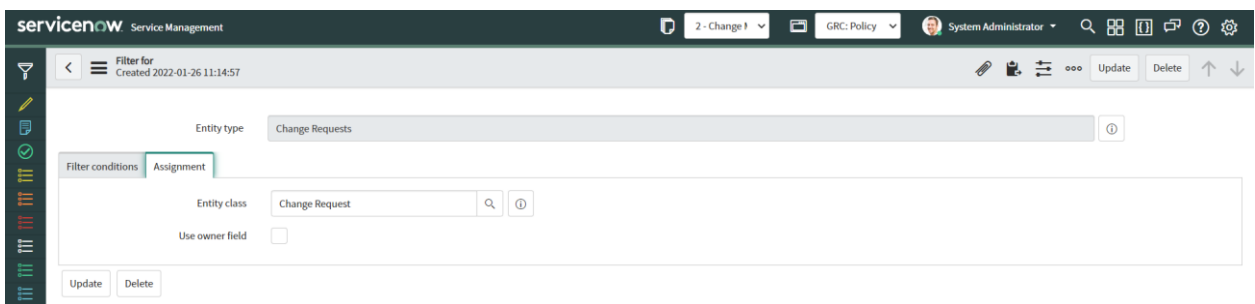 servicenow Service Management
2 - Change M
GRC: Policy
System Administrator
Filter for
Created 2022-01-26 11:14:57
Update
Delete
Entity type
Change Requests
Filter conditions
Assignment
Entity class
Change Request
Use owner field
Update
Delete